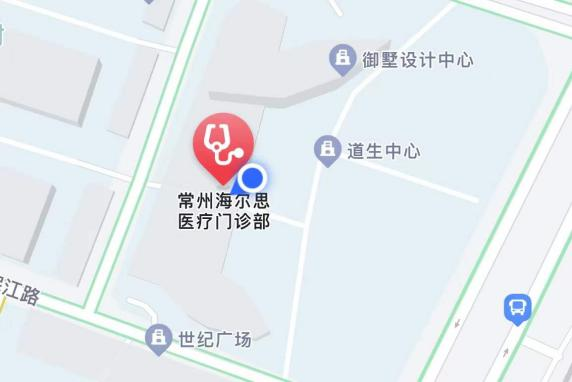 御墅设计中心
道生中心
常州海尔思
医疗门诊部
江路
世纪广场